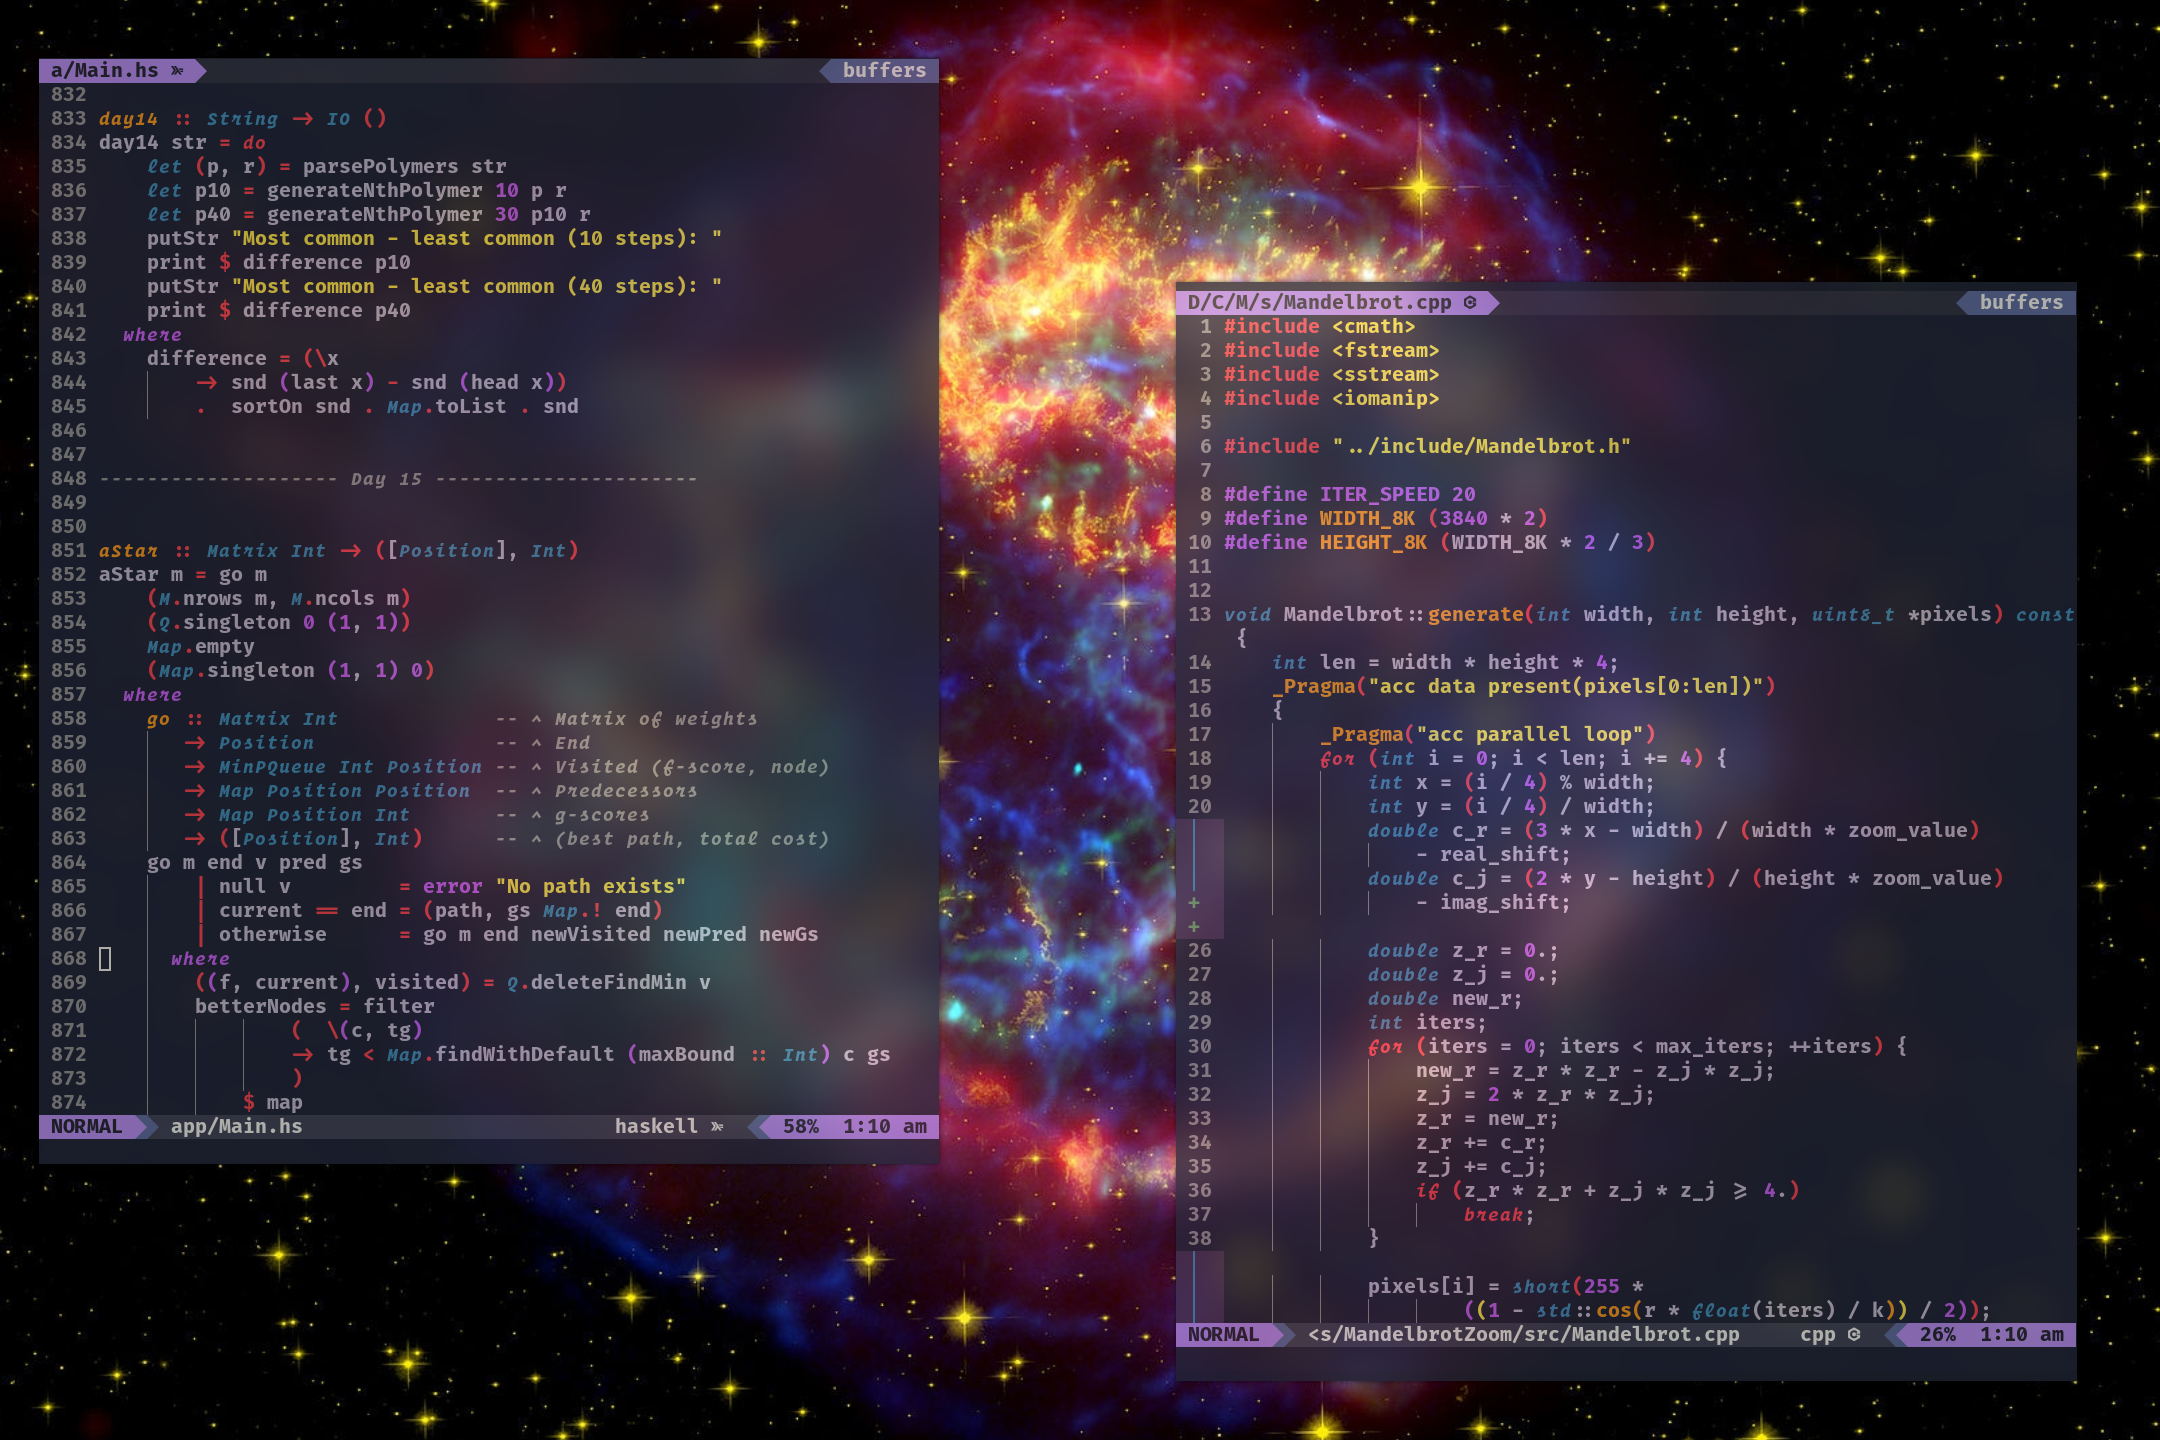 a/Main.hs
buffers
832
833 day14 :: String -> IO ()
834 day14 str = do
835     let (p, r) = parsePolymers str
836     let p10 = generateNthPolymer 10 p r
837     let p40 = generateNthPolymer 30 p10 r
838     putStr "Most common - least common (10 steps): "
839     print $ difference p10
840     putStr "Most common - least common (40 steps): "
841     print $ difference p40
842   where
843     difference = (\x
844         -> snd (last x) - snd (head x))
845         .  sortOn snd . Map.toList . snd
846
847
848 -------------------- Day 15 ----------------------
849
850
851 aStar :: Matrix Int -> ([Position], Int)
852 aStar m = go m
853     (M.nrows m, M.ncols m)
854     (Q.singleton 0 (1, 1))
855     Map.empty
856     (Map.singleton (1, 1) 0)
857   where
858     go :: Matrix Int             -- ^ Matrix of weights
859        -> Position               -- ^ End
860        -> MinPQueue Int Position -- ^ Visited (f-score, node)
861        -> Map Position Position  -- ^ Predecessors
862        -> Map Position Int       -- ^ g-scores
863        -> ([Position], Int)      -- ^ (best path, total cost)
864     go m end v pred gs
865         | null v         = error "No path exists"
866         | current == end = (path, gs Map.! end)
867         | otherwise      = go m end newVisited newPred newGs
868       where
869         ((f, current), visited) = Q.deleteFindMin v
870         betterNodes = filter
871                 (  \(c, tg)
872                 -> tg < Map.findWithDefault (maxBound :: Int) c gs
873                 )
874             $ map
NORMAL app/Main.hs haskell 58% 1:10 am
D/C/M/s/Mandelbrot.cpp
buffers
1 #include <cmath>
2 #include <fstream>
3 #include <sstream>
4 #include <iomanip>
5
6 #include "../include/Mandelbrot.h"
7
8 #define ITER_SPEED 20
9 #define WIDTH_8K (3840 * 2)
10 #define HEIGHT_8K (WIDTH_8K * 2 / 3)
11
12
13 void Mandelbrot::generate(int width, int height, uint8_t *pixels) const
{
14     int len = width * height * 4;
15     _Pragma("acc data present(pixels[0:len])")
16     {
17         _Pragma("acc parallel loop")
18         for (int i = 0; i < len; i += 4) {
19             int x = (i / 4) % width;
20             int y = (i / 4) / width;
            double c_r = (3 * x - width) / (width * zoom_value)
                - real_shift;
            double c_j = (2 * y - height) / (height * zoom_value)
+                - imag_shift;
+
26             double z_r = 0.;
27             double z_j = 0.;
28             double new_r;
29             int iters;
30             for (iters = 0; iters < max_iters; ++iters) {
31                 new_r = z_r * z_r - z_j * z_j;
32                 z_j = 2 * z_r * z_j;
33                 z_r = new_r;
34                 z_r += c_r;
35                 z_j += c_j;
36                 if (z_r * z_r + z_j * z_j >= 4.)
37                     break;
38             }
            pixels[i] = short(255 *
                    ((1 - std::cos(r * float(iters) / k)) / 2));
NORMAL <s/MandelbrotZoom/src/Mandelbrot.cpp cpp 26% 1:10 am